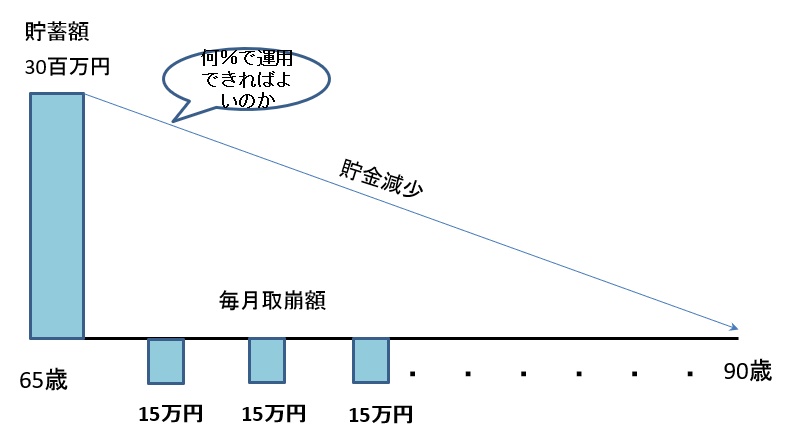 貯蓄額
30百万円
何%で運用
できればよ
いのか
貯金減少
毎月取崩額
65歳
90歳
15万円
15万円
15万円